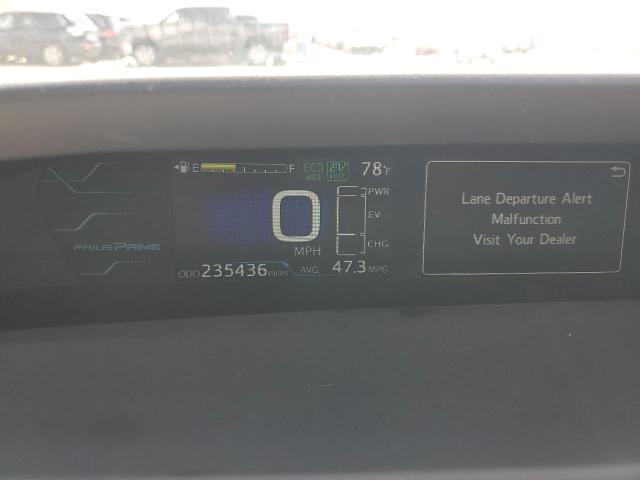 E F ECO MODE EV MODE 78°F
0
MPH
PWR
EV
CHG
PRIUS PRIME
ODO 235436 miles AVG. 47.3 MPG
Lane Departure Alert
Malfunction
Visit Your Dealer